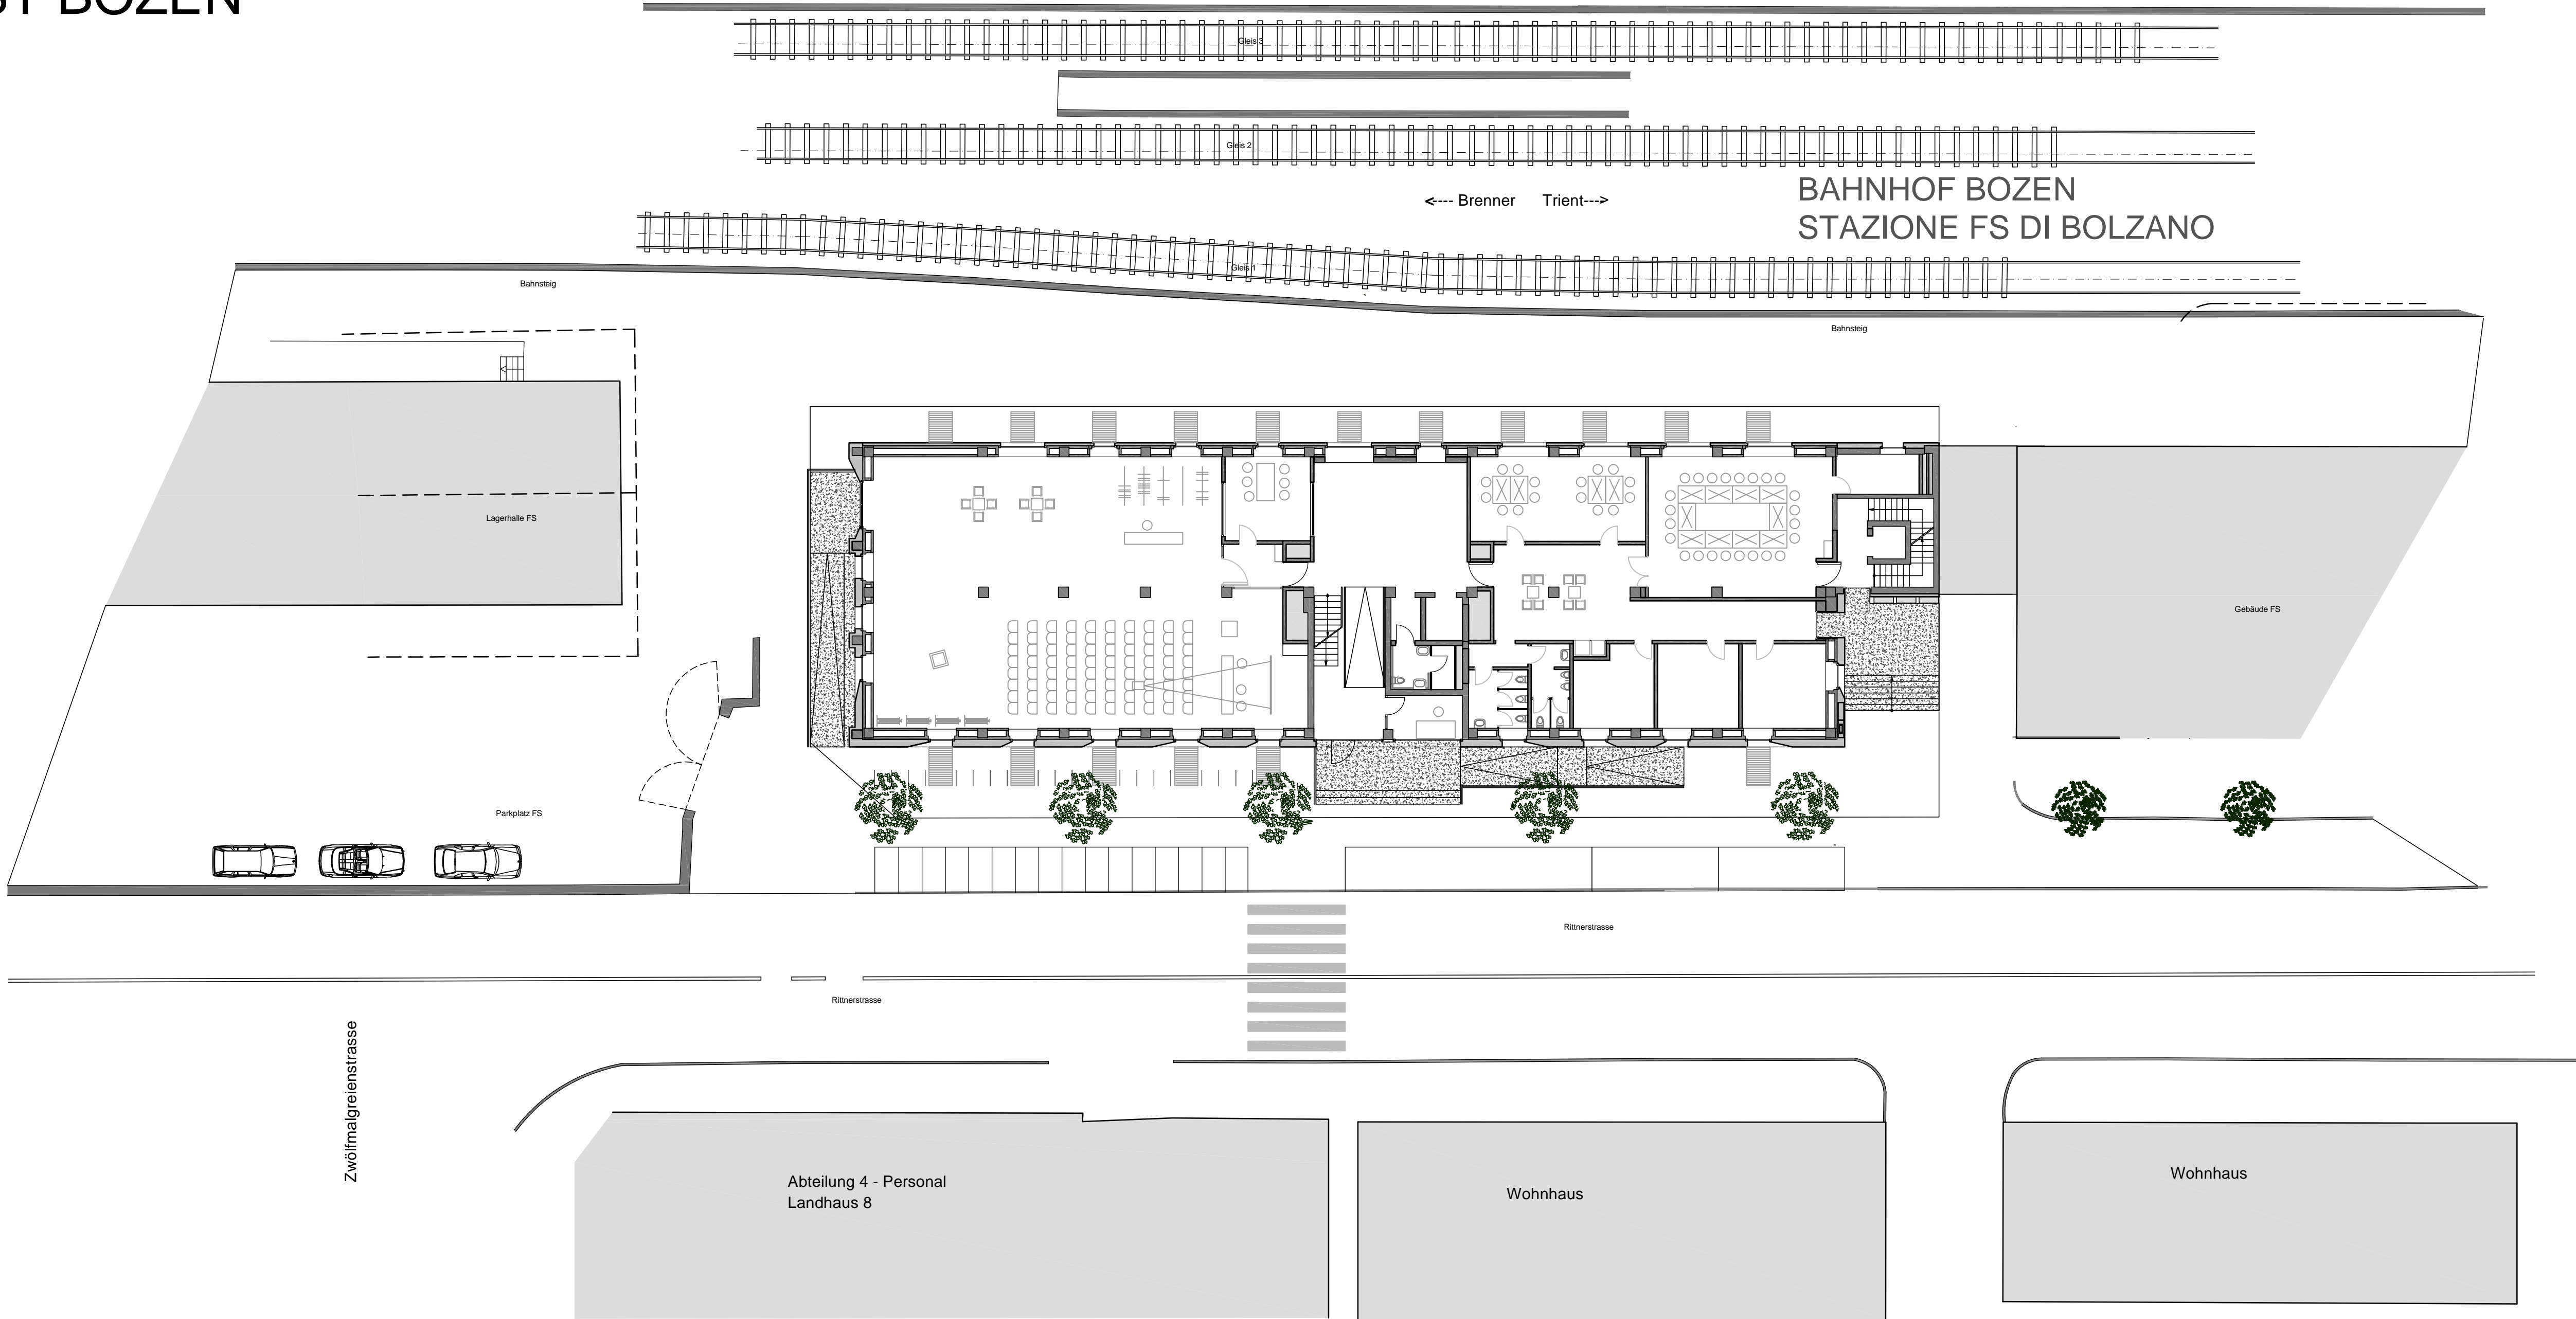 BOZEN
Gleis 3
Gleis 2
<---- Brenner Trient--->
BAHNHOF BOZEN
STAZIONE FS DI BOLZANO
Gleis 1
Bahnsteig
Bahnsteig
Lagerhalle FS
Gebäude FS
Parkplatz FS
Rittnerstrasse
Rittnerstrasse
Zwölfmalgreienstrasse
Abteilung 4 - Personal
Landhaus 8
Wohnhaus
Wohnhaus